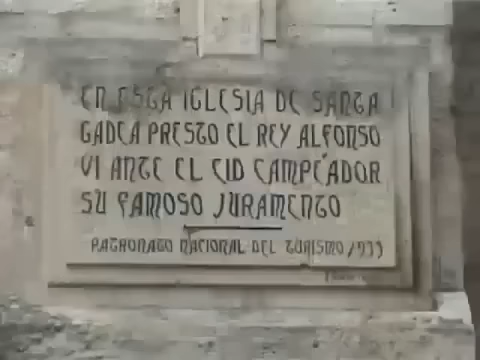 EN ESTA IGLESIA DE SANTA
GADEA PRESTO EL REY ALFONSO
VI ANTE EL CID CAMPEADOR
SU FAMOSO JURAMENTO
PATRONATO NACIONAL DEL TURISMO